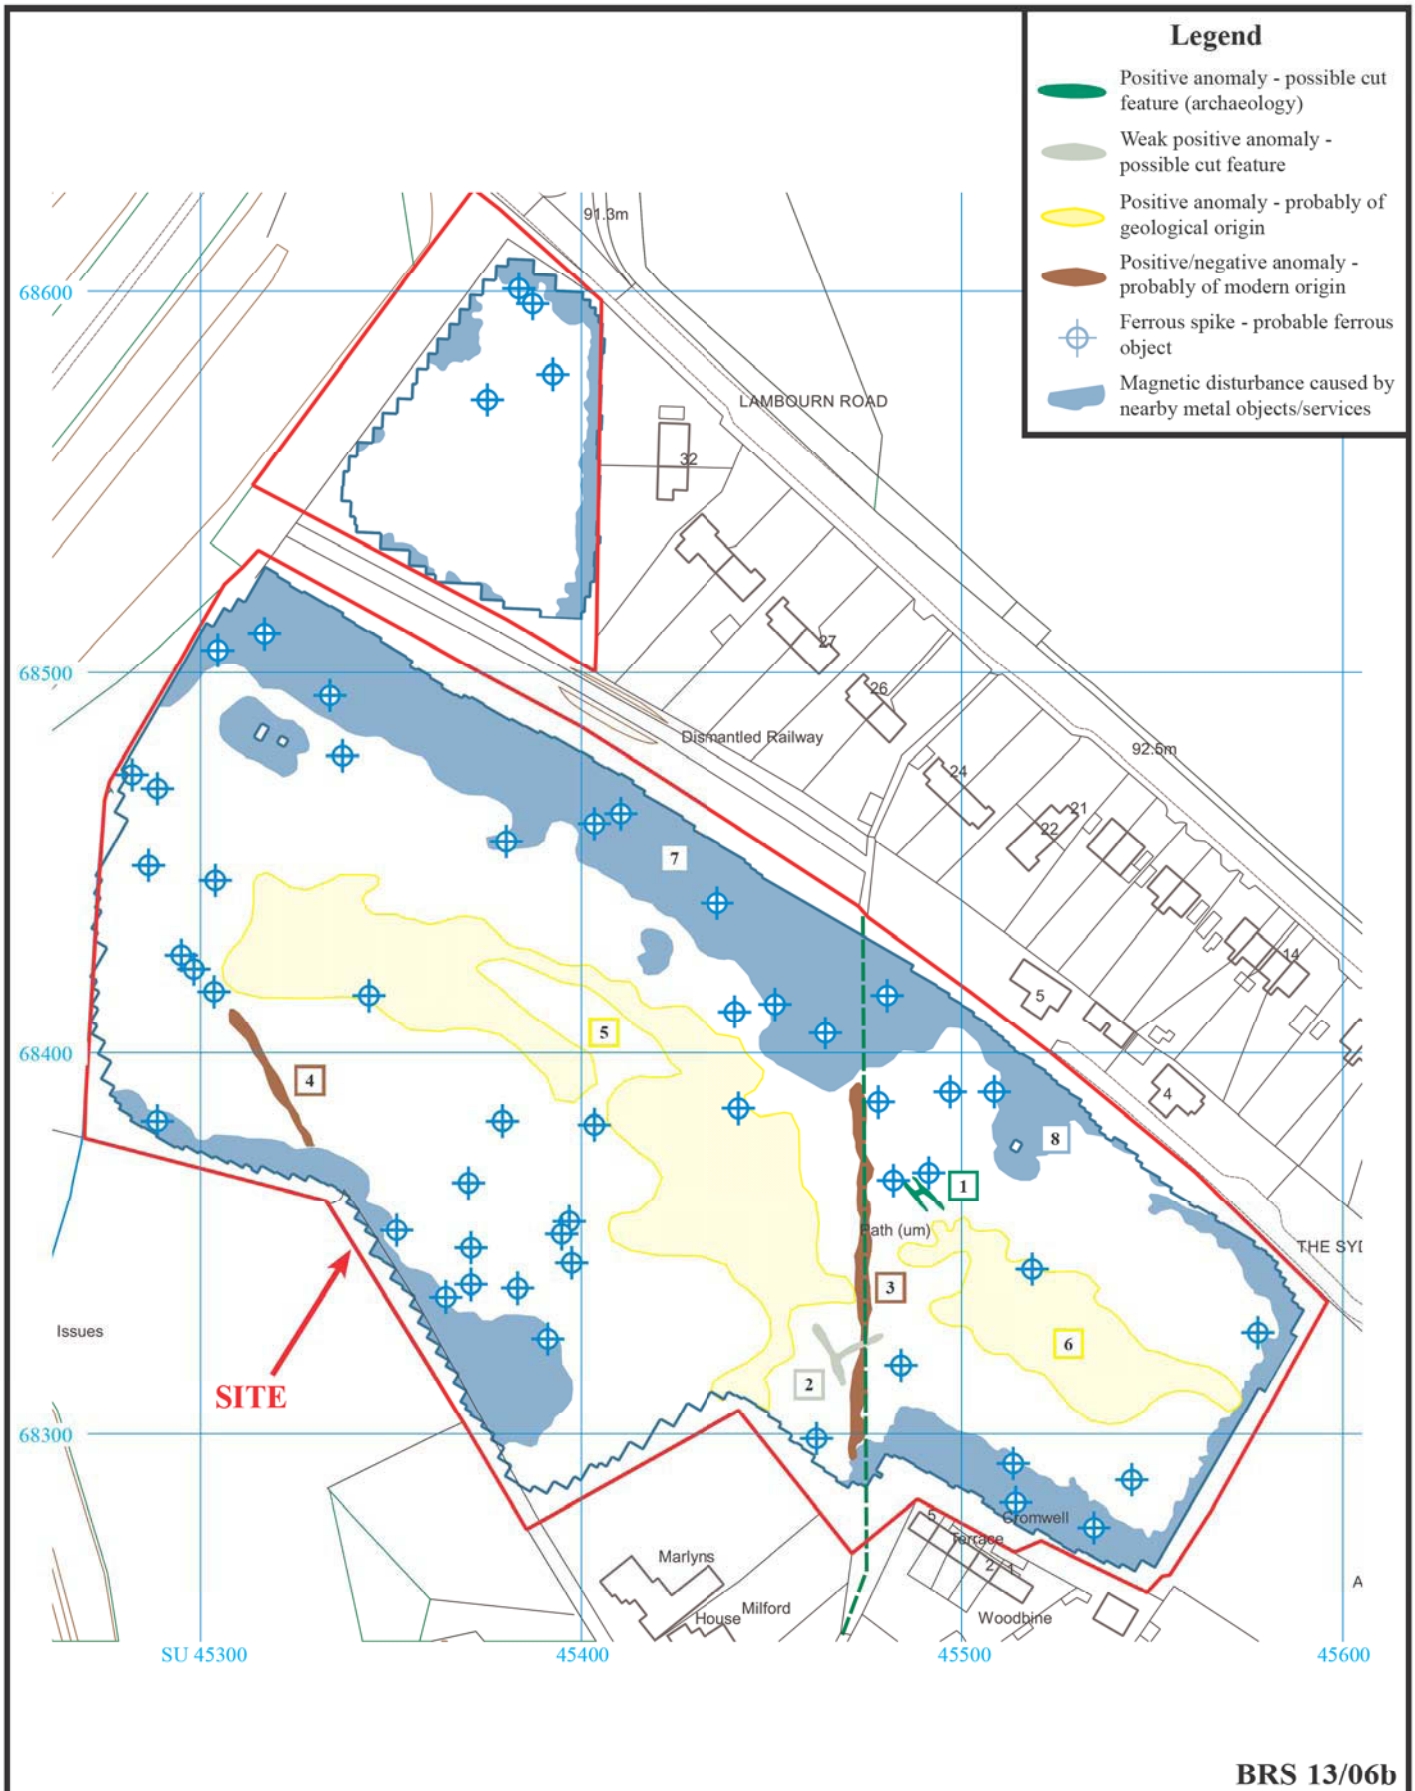 Legend
Positive anomaly - possible cut
feature (archaeology)
Weak positive anomaly -
possible cut feature
Positive anomaly - probably of
geological origin
Positive/negative anomaly -
probably of modern origin
Ferrous spike - probable ferrous
object
Magnetic disturbance caused by
nearby metal objects/services
91.3m
68600
LAMBOURN ROAD
32
27
68500
26
Dismantled Railway
92.5m
24
21
22
7
14
5
5
68400
4
4
8
1
Path (um)
THE SYD
3
Issues
6
2
SITE
68300
5
Cromwell
Terrace
2
1
Marlyns
A
Milford
House
Woodbine
SU 45300
45400
45500
45600
BRS 13/06b